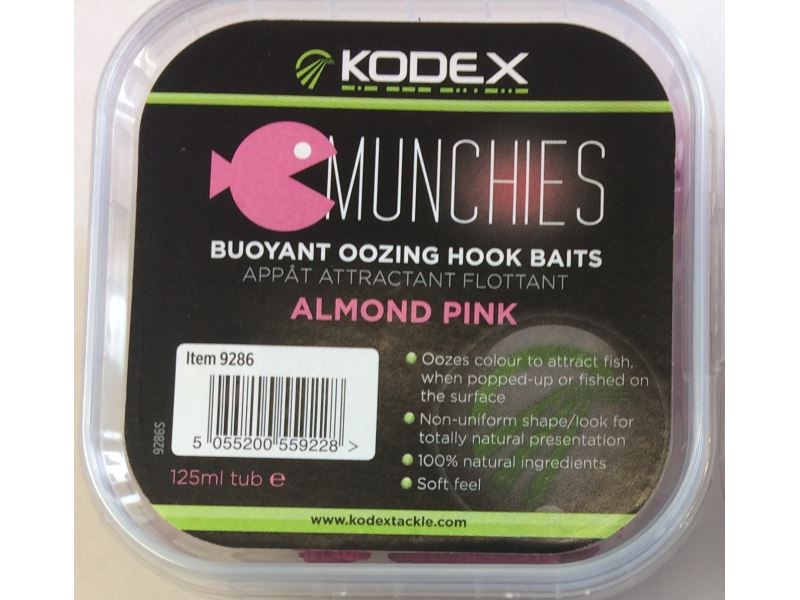 KODEX
MUNCHIES
BUOYANT OOZING HOOK BAITS
APPÂT ATTRACTANT FLOTTANT
ALMOND PINK
Item 9286
5 055200 559228 >
9286S
125ml tub e
Oozes colour to attract fish,
when popped-up or fished on
the surface
Non-uniform shape/look for
totally natural presentation
100% natural ingredients
Soft feel
www.kodextackle.com